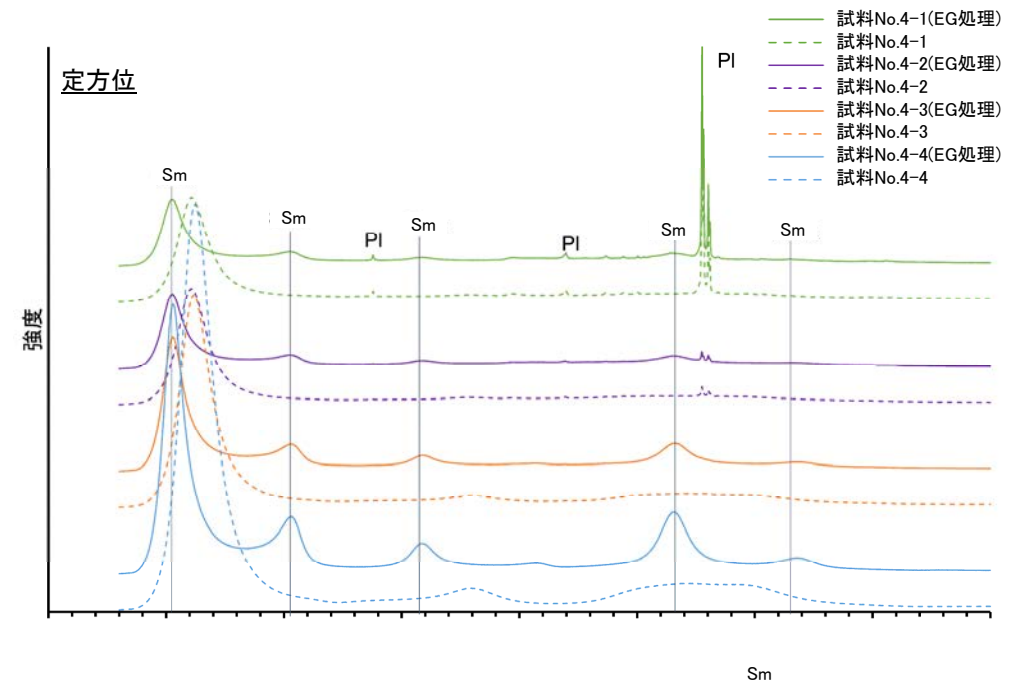 試料No.4-1(EG処理)
試料No.4-1
試料No.4-2(EG処理)
試料No.4-2
試料No.4-3(EG処理)
試料No.4-3
試料No.4-4(EG処理)
試料No.4-4
定方位
Pl
Sm
Sm
Pl
Sm
Pl
Sm
Sm
強度
Sm